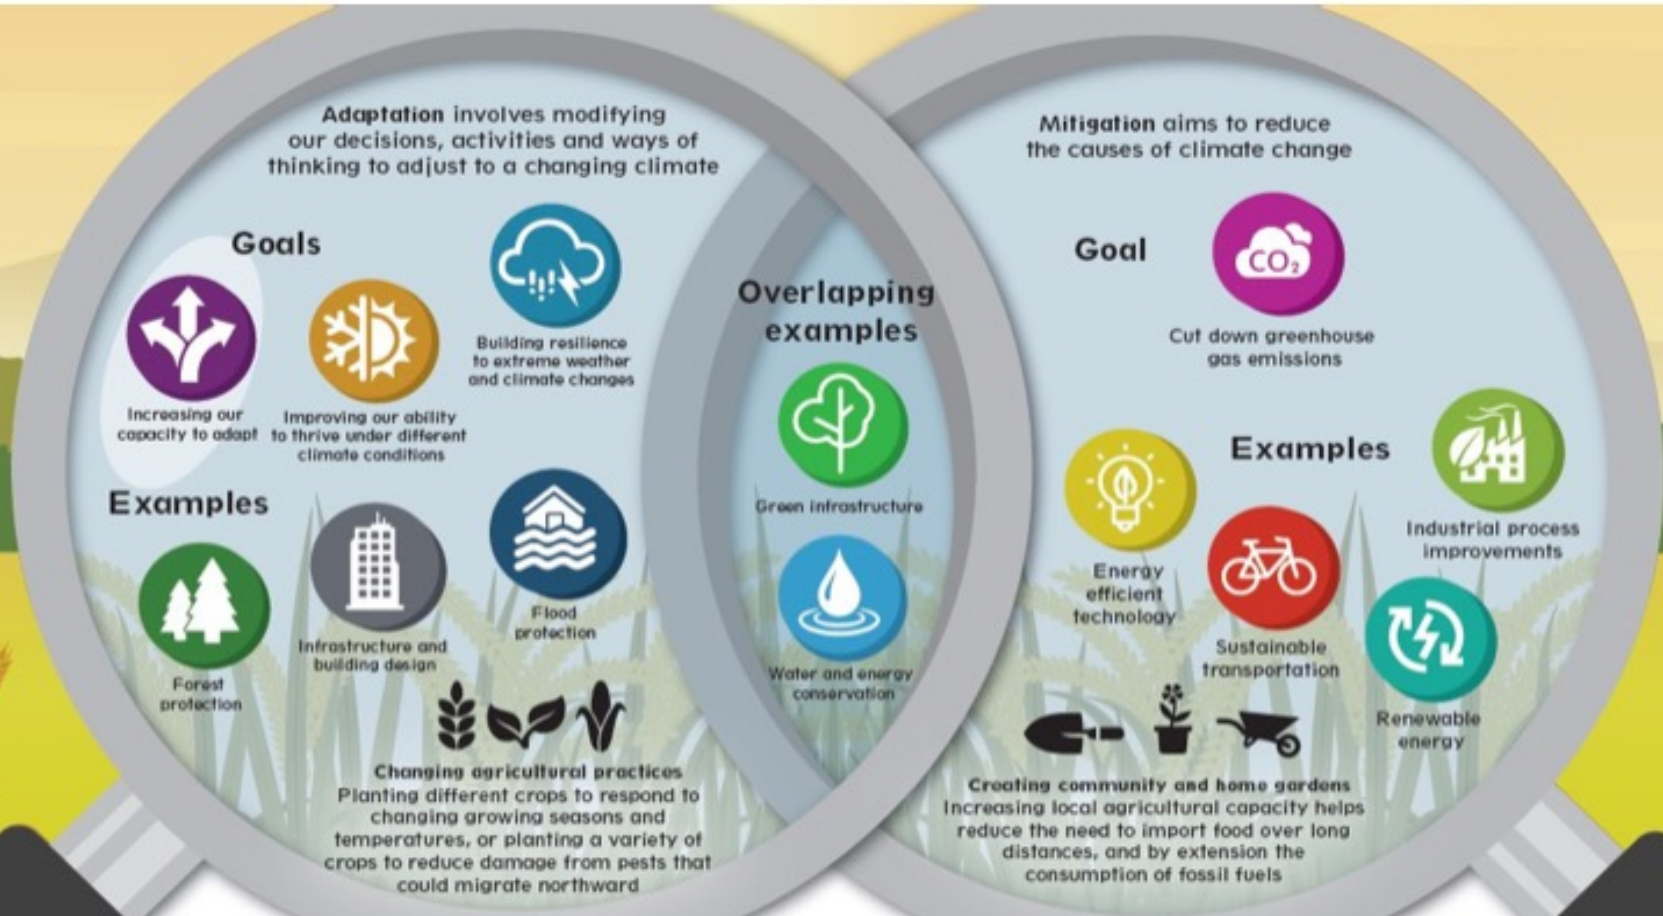 Adaptation involves modifying
our decisions, activities and ways of
thinking to adjust to a changing climate
Goals
Increasing our
capacity to adapt
Improving our ability
to thrive under different
climate conditions
Building resilience
to extreme weather
and climate changes
Examples
Forest
protection
Infrastructure and
building design
Flood
protection
Changing agricultural practices
Planting different crops to respond to
changing growing seasons and
temperatures, or planting a variety of
crops to reduce damage from pests that
could migrate northward
Overlapping
examples
Green infrastructure
Water and energy
conservation
Mitigation aims to reduce
the causes of climate change
Goal
CO₂
Cut down greenhouse
gas emissions
Examples
Energy
efficient
technology
Sustainable
transportation
Industrial process
improvements
Renewable
energy
Creating community and home gardens
Increasing local agricultural capacity helps
reduce the need to import food over long
distances, and by extension the
consumption of fossil fuels